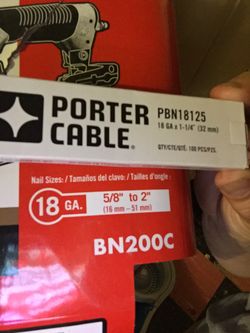 PORTER
CABLE®
PBN18125
18 GA x 1-1/4" (32 mm)
QTY/CTE/QTÉ: 100 PCS/PZS.
Nail Sizes: / Tamaños del clavo: / Tailles d'ongle:
18 GA.
5/8" to 2"
(16 mm – 51 mm)
BN200C